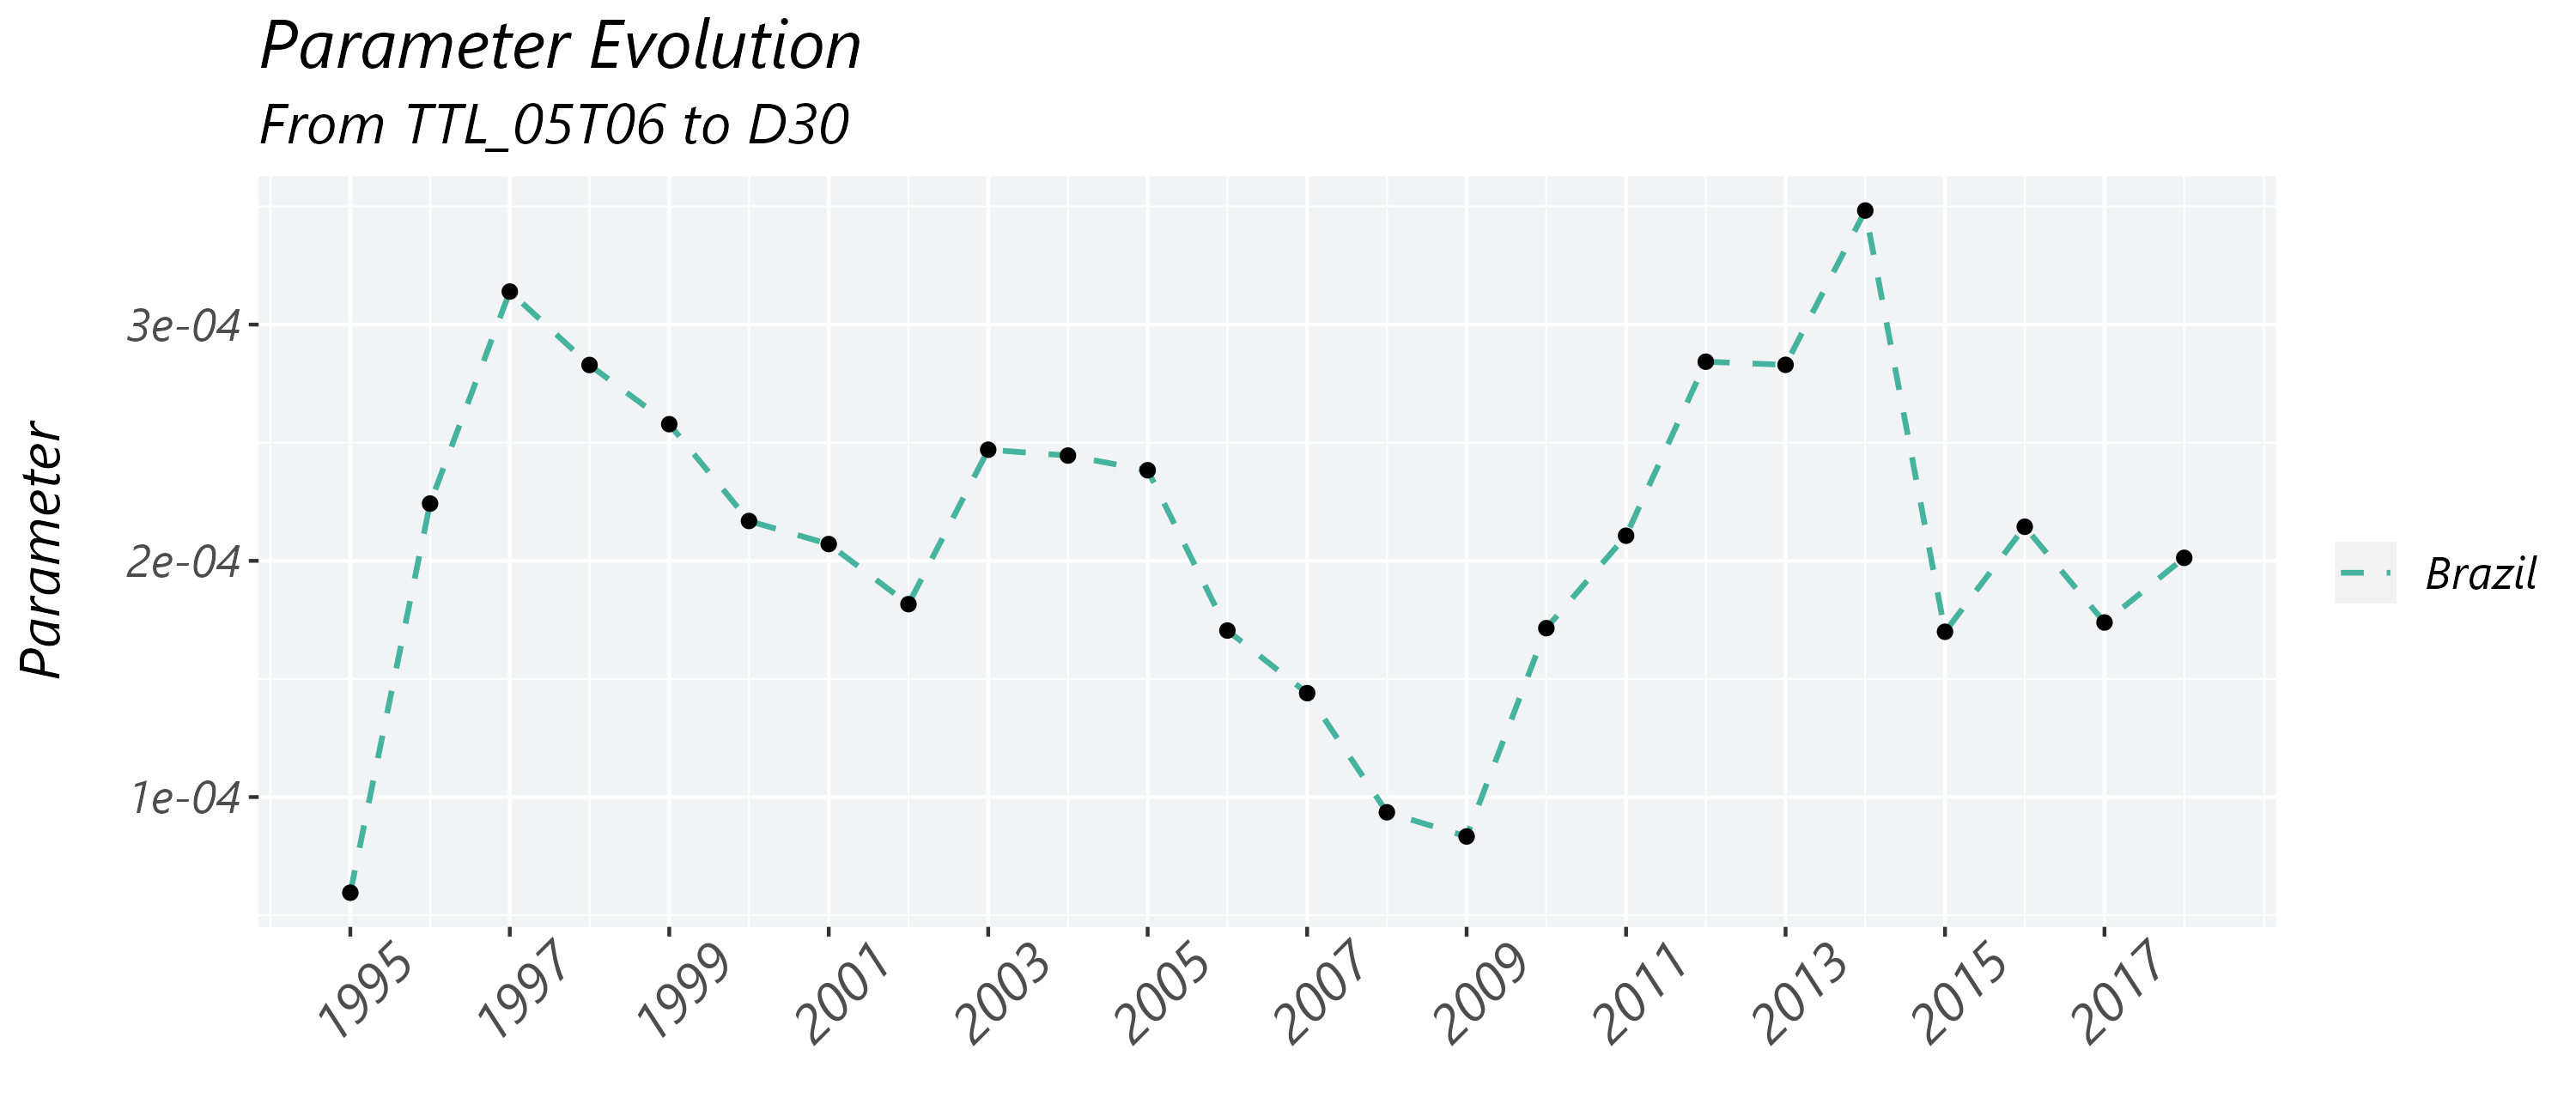 Parameter Evolution
From TTL_05T06 to D30
Parameter
3e-04
2e-04
1e-04
1995
1997
1999
2001
2003
2005
2007
2009
2011
2013
2015
2017
Brazil